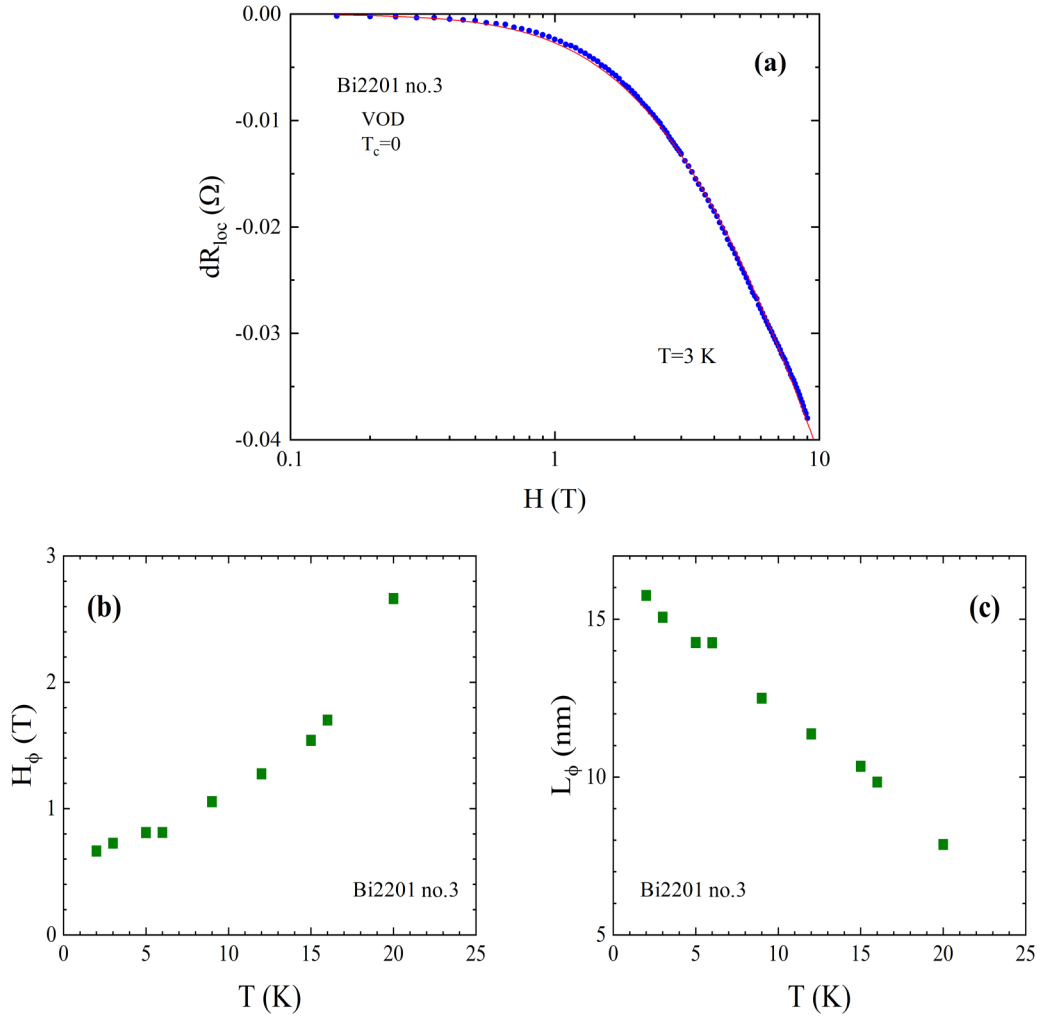 0.00
(a)
Bi2201 no.3
VOD
T_c=0
-0.01
dR_loc (Ω)
-0.02
-0.03
T=3 K
-0.04
0.1 1 10
H (T)
3
(b)
2
H_ϕ (T)
1
Bi2201 no.3
0
0 5 10 15 20 25
T (K)
(c)
15
L_ϕ (nm)
10
Bi2201 no.3
5
0 5 10 15 20 25
T (K)